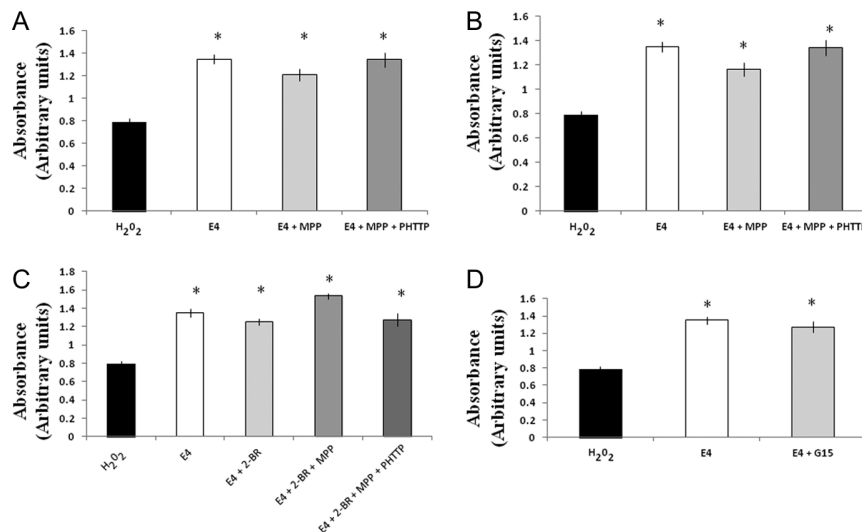 A
Absorbance
(Arbitrary units)
1.6
1.4
1.2
1
0.8
0.6
0.4
0.2
0
*
*
*
H₂0₂
E4
E4 + MPP
E4 + MPP + PHTTP
B
Absorbance
(Arbitrary units)
1.6
1.4
1.2
1
0.8
0.6
0.4
0.2
0
*
*
*
H₂0₂
E4
E4 + MPP
E4 + MPP + PHTTP
C
Absorbance
(Arbitrary units)
1.8
1.6
1.4
1.2
1
0.8
0.6
0.4
0.2
0
*
*
*
*
H₂0₂
E4
E4 + 2-BR
E4 + 2-BR + MPP
E4 + 2-BR + MPP + PHTTP
D
Absorbance
(Arbitrary units)
1.6
1.4
1.2
1
0.8
0.6
0.4
0.2
0
*
*
H₂0₂
E4
E4 + G15